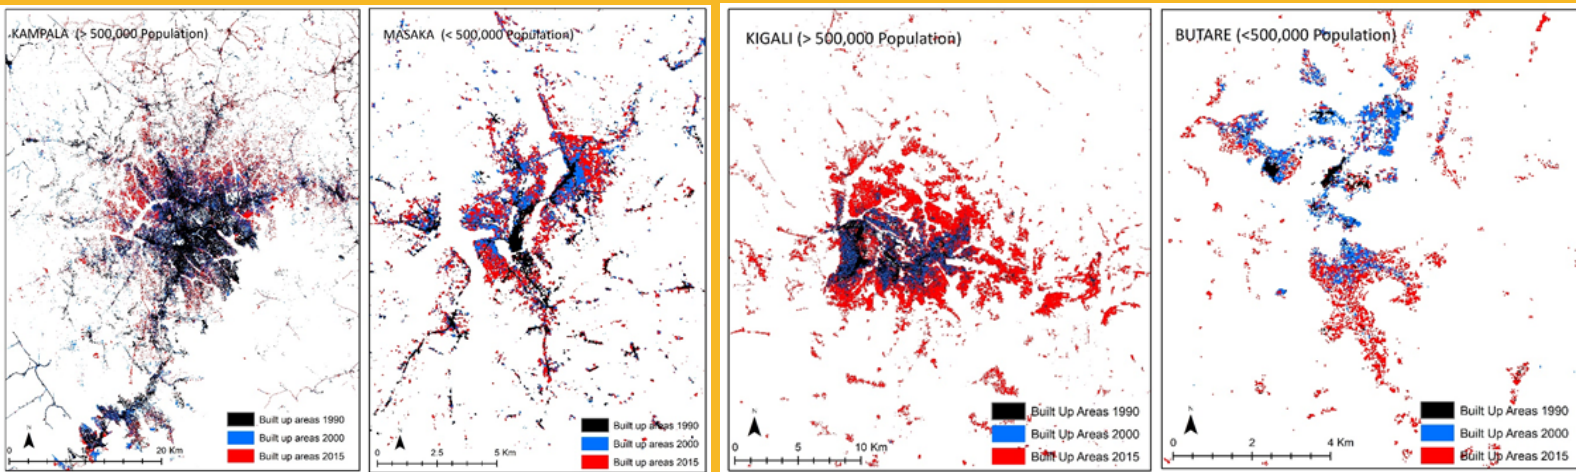 KAMPALA (> 500,000 Population)
N
0 10 20 Km
Built up areas 1990
Built up areas 2000
Built up areas 2015
MASAKA (< 500,000 Population)
N
0 2.5 5 Km
Built up areas 1990
Built up areas 2000
Built up areas 2015
KIGALI (> 500,000 Population)
N
0 5 10 Km
Built Up Areas 1990
Built Up Areas 2000
Built Up Areas 2015
BUTARE (<500,000 Population)
N
0 2 4 Km
Built Up Areas 1990
Built Up Areas 2000
Built Up Areas 2015